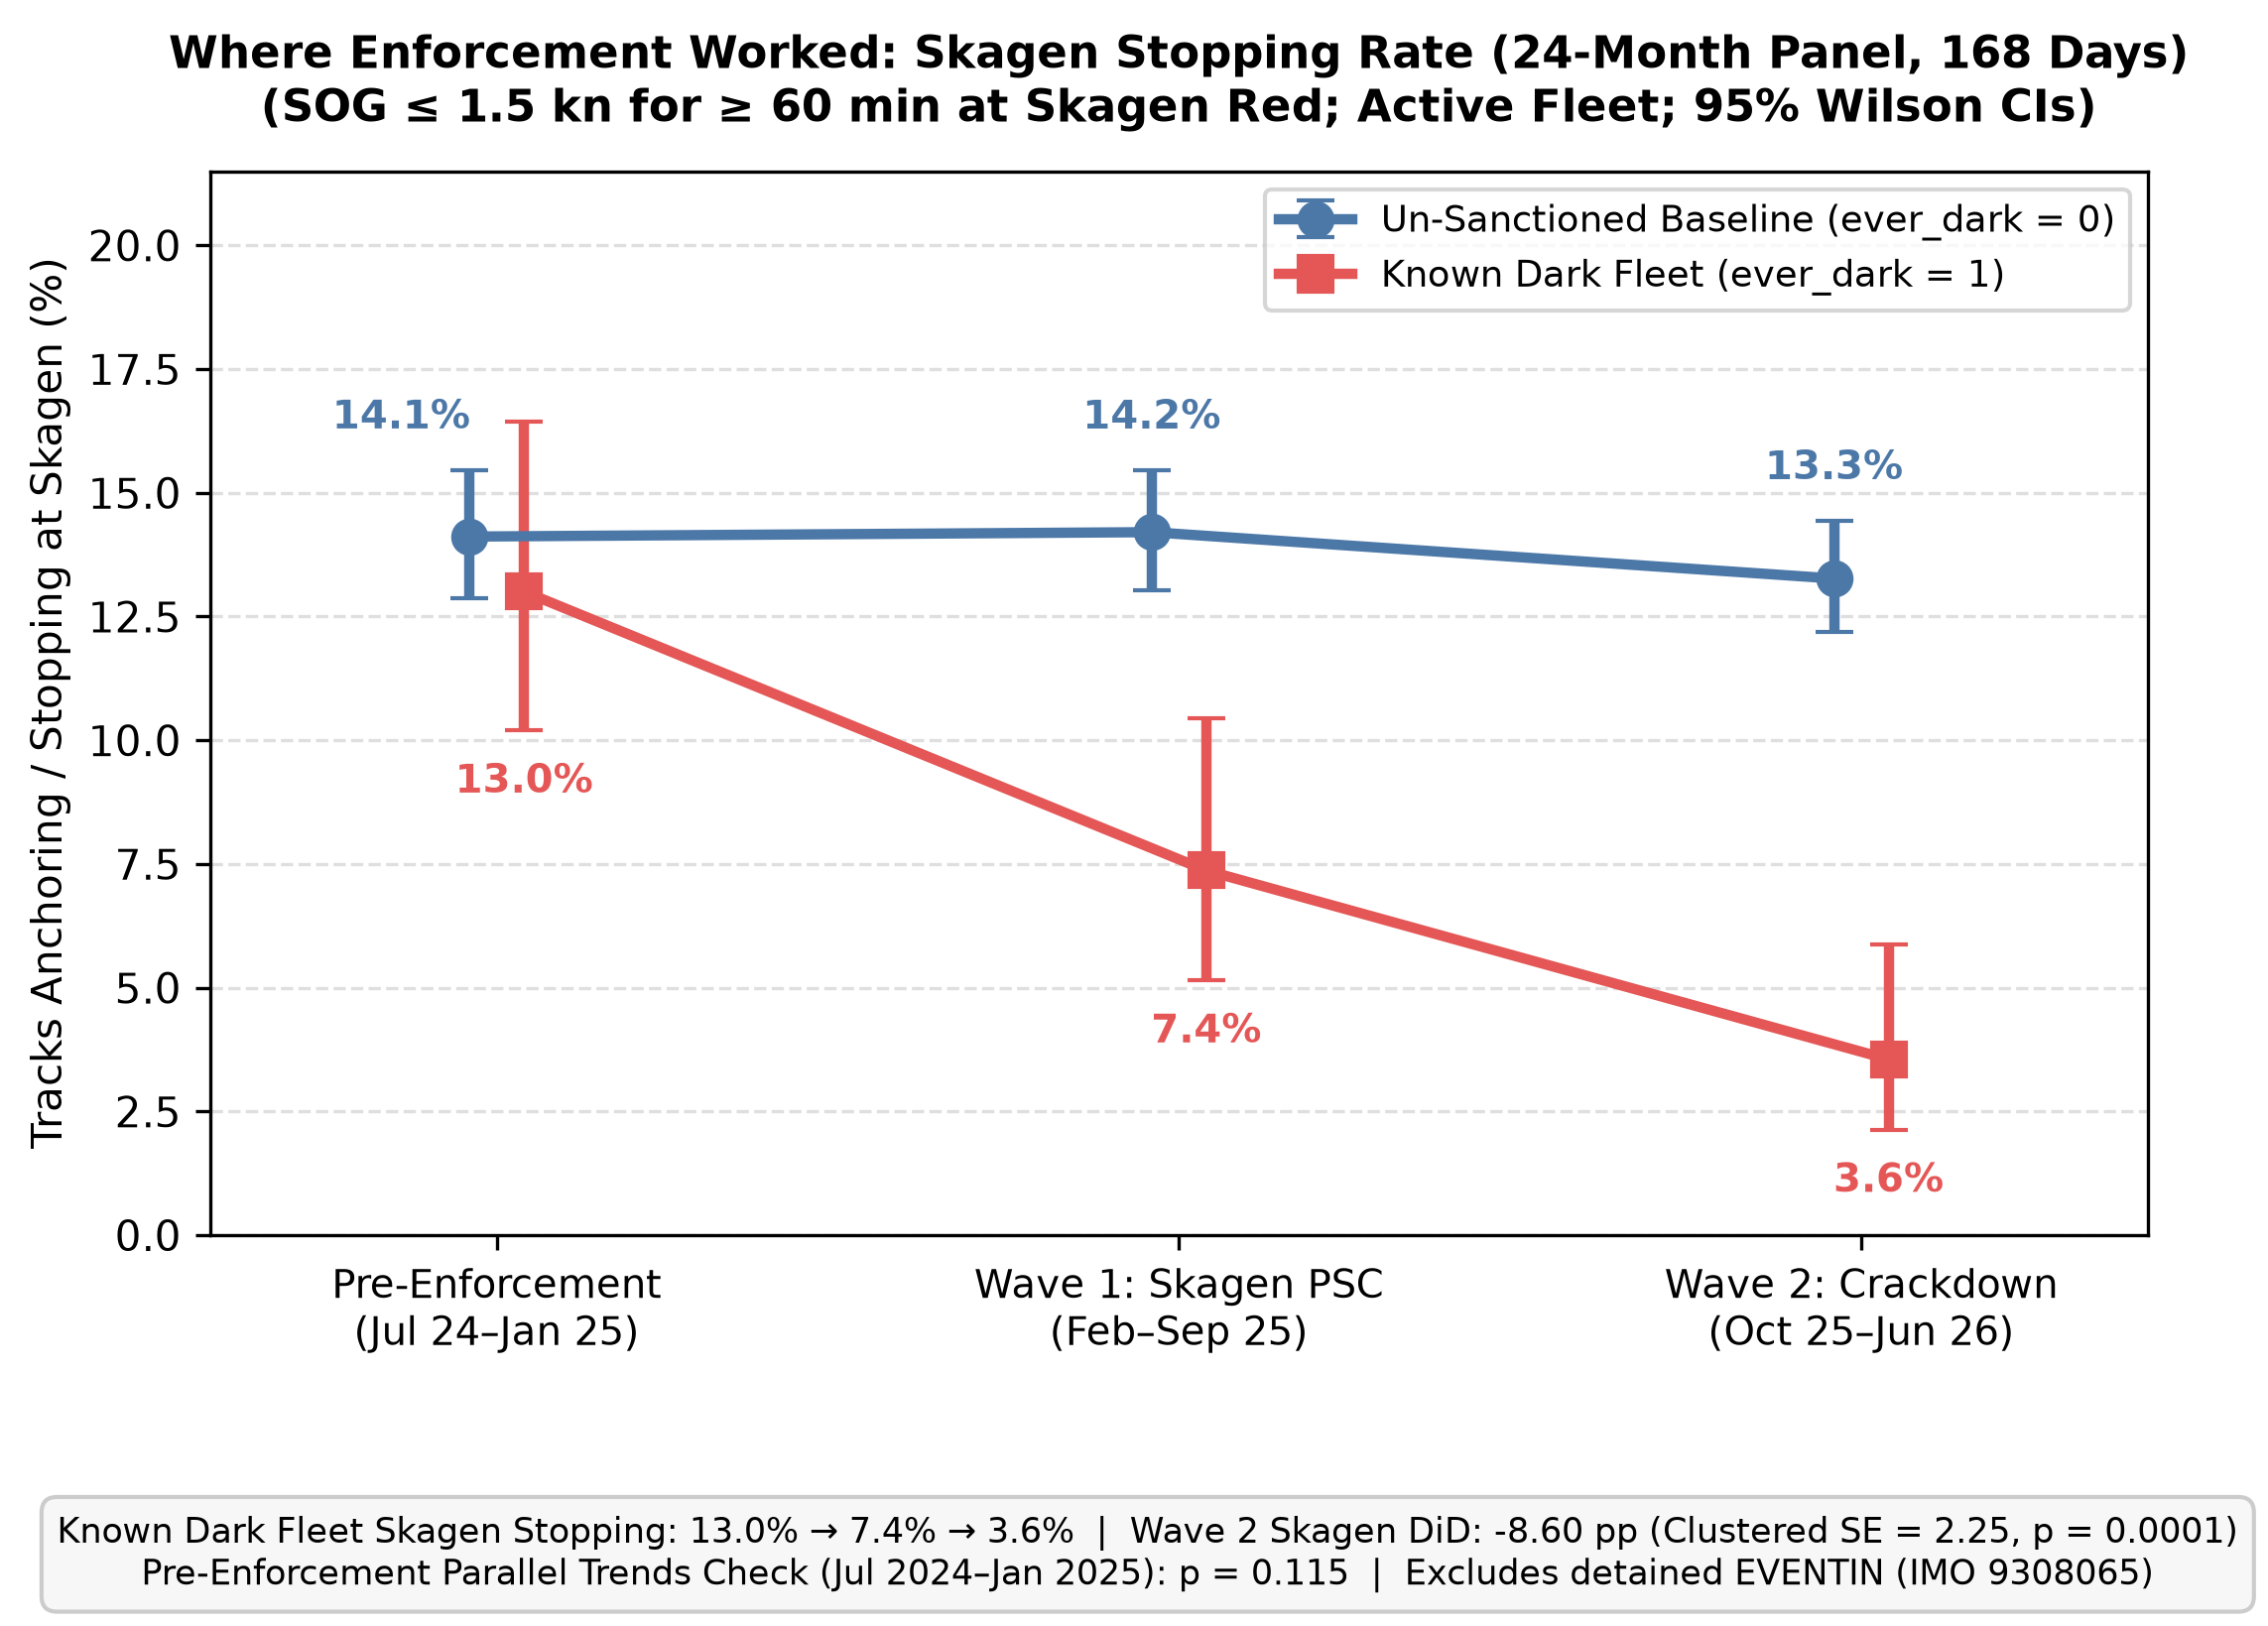 Where Enforcement Worked: Skagen Stopping Rate (24-Month Panel, 168 Days)
(SOG ≤ 1.5 kn for ≥ 60 min at Skagen Red; Active Fleet; 95% Wilson CIs)
Un-Sanctioned Baseline (ever_dark = 0)
Known Dark Fleet (ever_dark = 1)
Tracks Anchoring / Stopping at Skagen (%)
20.0
17.5
15.0
12.5
10.0
7.5
5.0
2.5
0.0
14.1%
14.2%
13.3%
13.0%
7.4%
3.6%
Pre-Enforcement
(Jul 24–Jan 25)
Wave 1: Skagen PSC
(Feb–Sep 25)
Wave 2: Crackdown
(Oct 25–Jun 26)
Known Dark Fleet Skagen Stopping: 13.0% → 7.4% → 3.6% | Wave 2 Skagen DiD: -8.60 pp (Clustered SE = 2.25, p = 0.0001)
Pre-Enforcement Parallel Trends Check (Jul 2024–Jan 2025): p = 0.115 | Excludes detained EVENTIN (IMO 9308065)